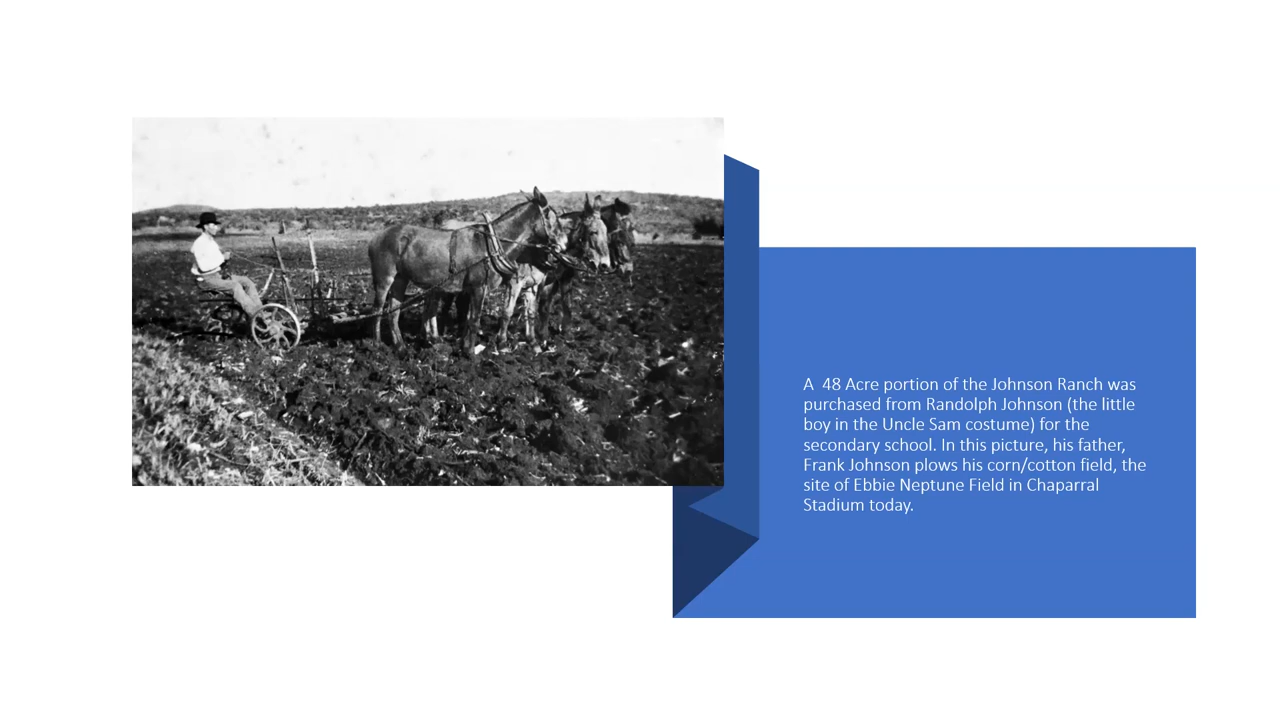 A  48 Acre portion of the Johnson Ranch was
purchased from Randolph Johnson (the little
boy in the Uncle Sam costume) for the
secondary school. In this picture, his father,
Frank Johnson plows his corn/cotton field, the
site of Ebbie Neptune Field in Chaparral
Stadium today.